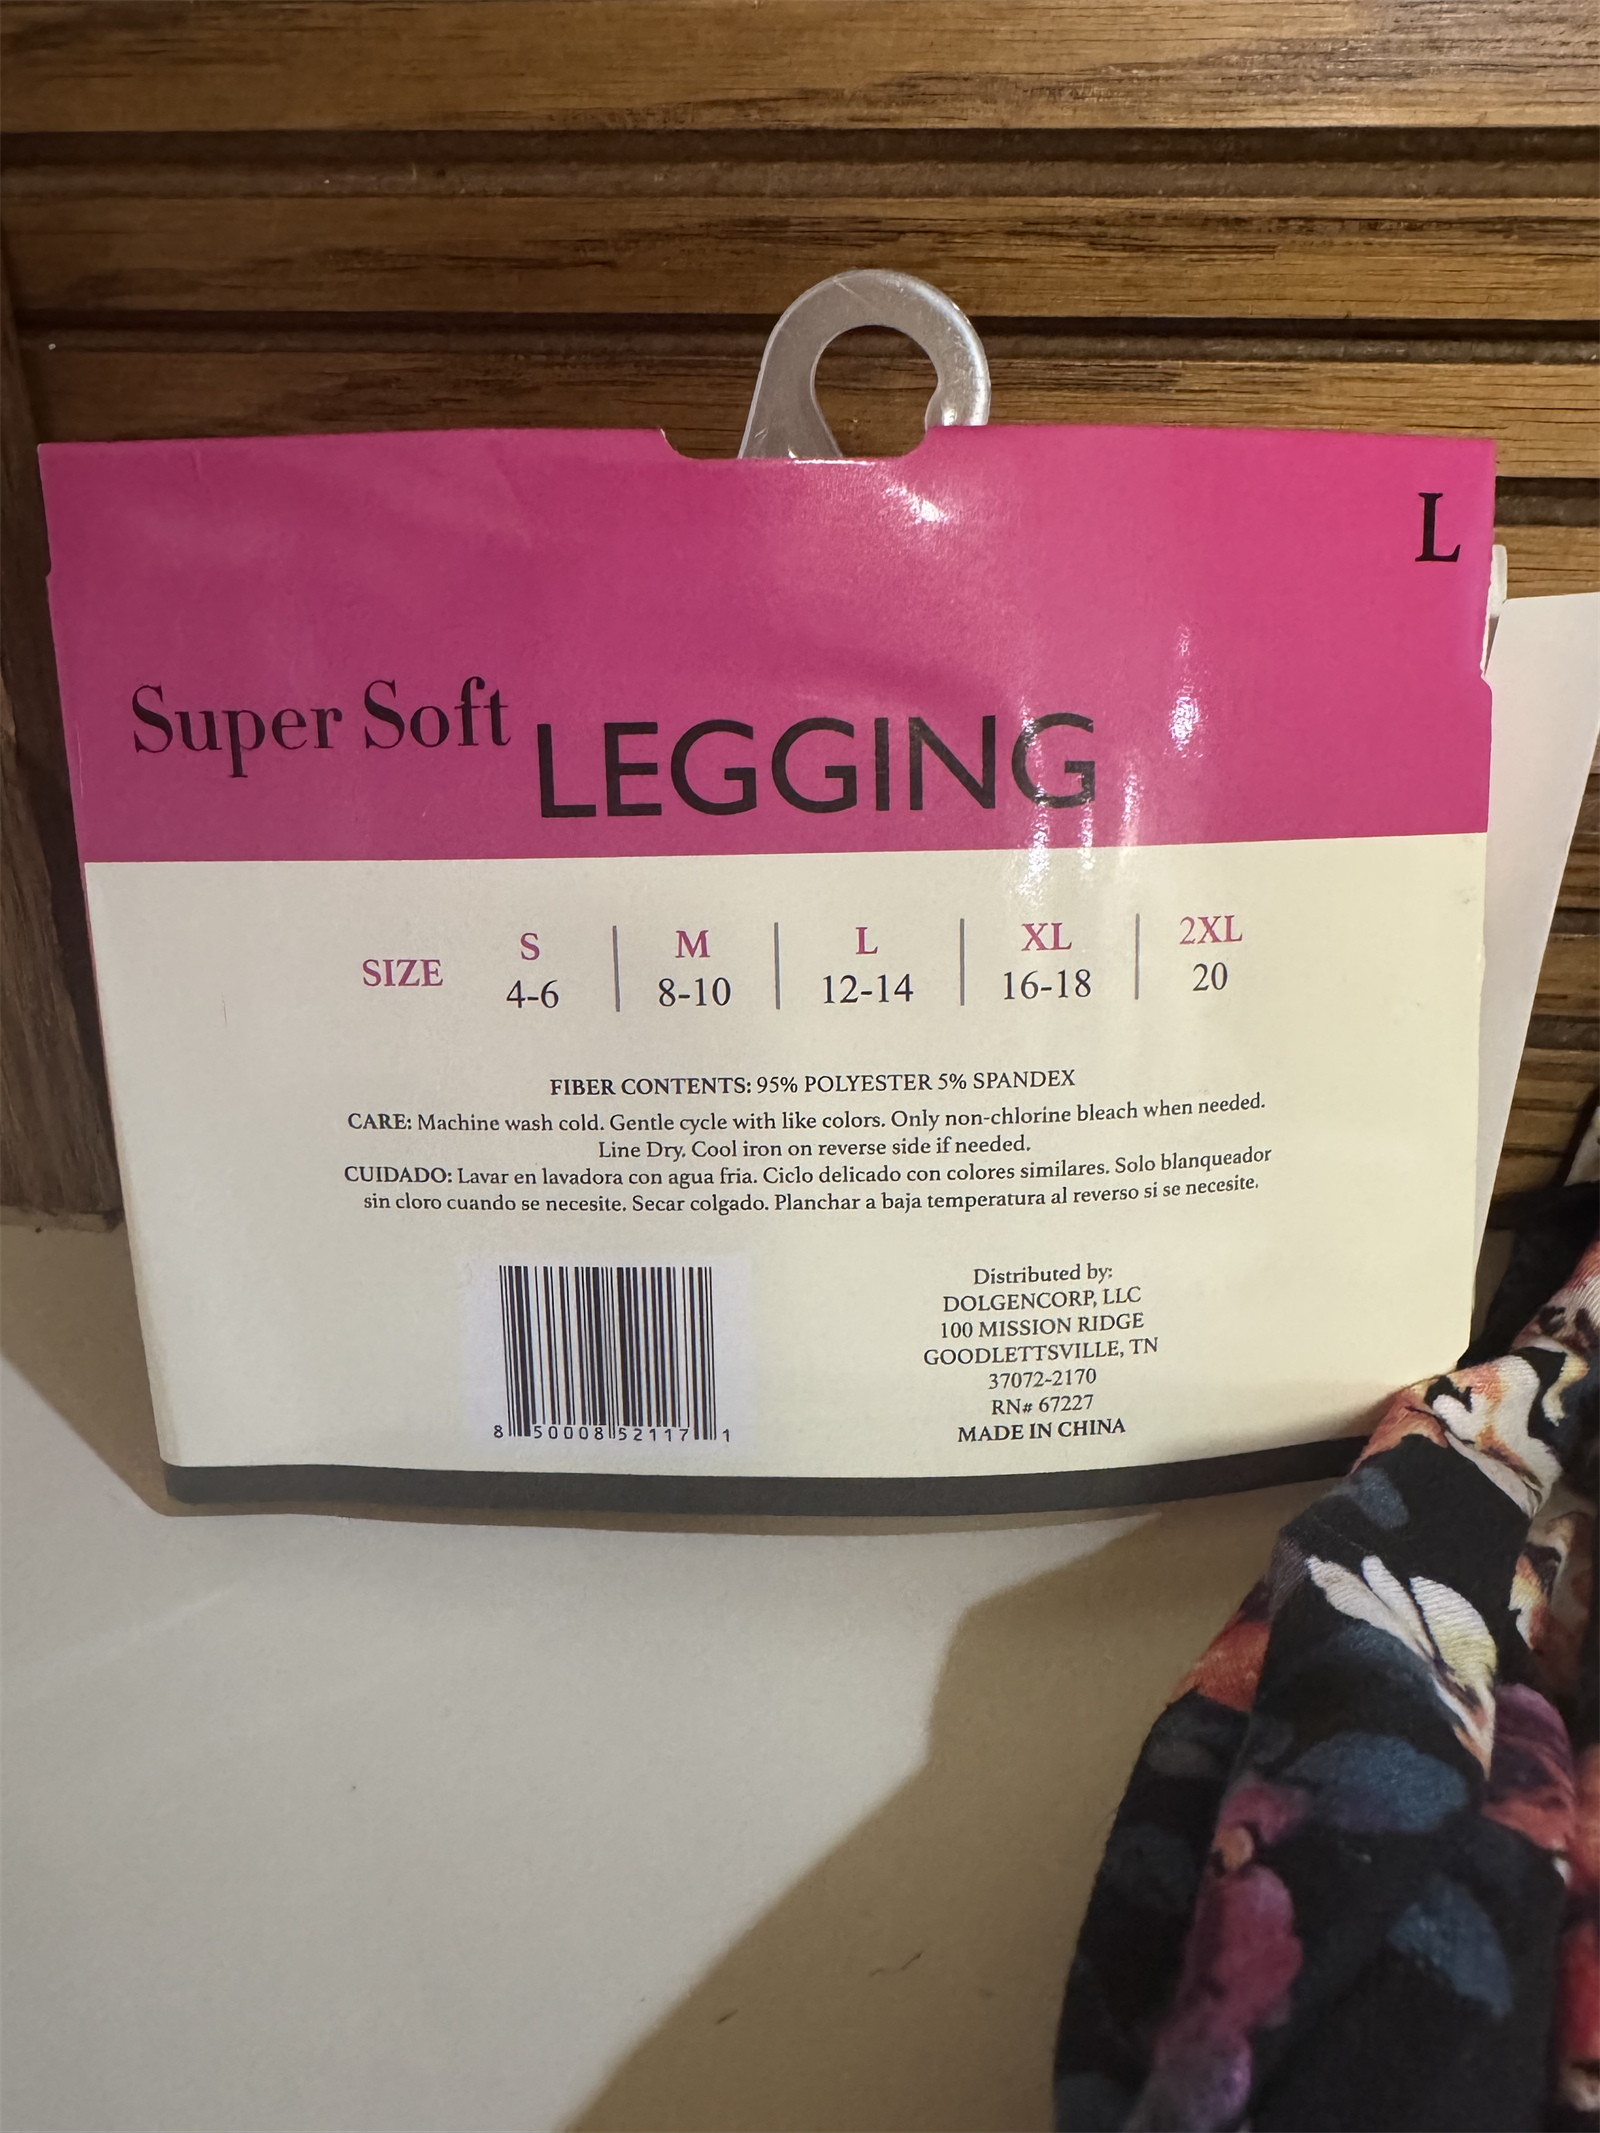 L
Super Soft LEGGING
SIZE
S M L XL 2XL
4-6 8-10 12-14 16-18 20
FIBER CONTENTS: 95% POLYESTER 5% SPANDEX
CARE: Machine wash cold. Gentle cycle with like colors. Only non-chlorine bleach when needed.
Line Dry. Cool iron on reverse side if needed.
CUIDADO: Lavar en lavadora con agua fria. Ciclo delicado con colores similares. Solo blanqueador
sin cloro cuando se necesite. Secar colgado. Planchar a baja temperatura al reverso si se necesite.
8 50008 52117 1
Distributed by:
DOLGENCORP, LLC
100 MISSION RIDGE
GOODLETTSVILLE, TN
37072-2170
RN# 67227
MADE IN CHINA